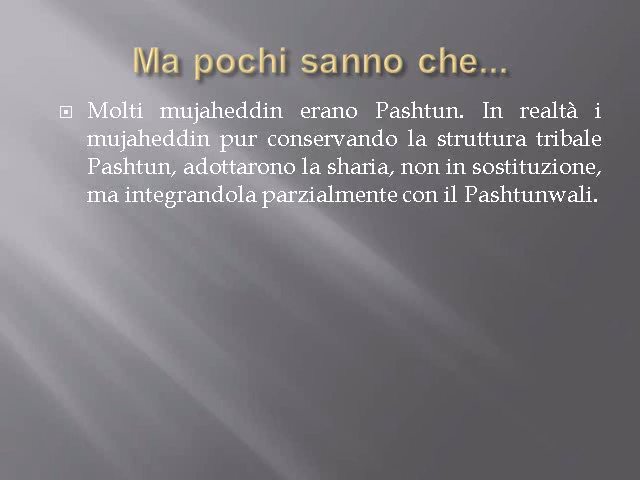 Ma pochi sanno che...
Molti mujaheddin erano Pashtun. In realtà i
mujaheddin pur conservando la struttura tribale
Pashtun, adottarono la sharia, non in sostituzione,
ma integrandola parzialmente con il Pashtunwali.